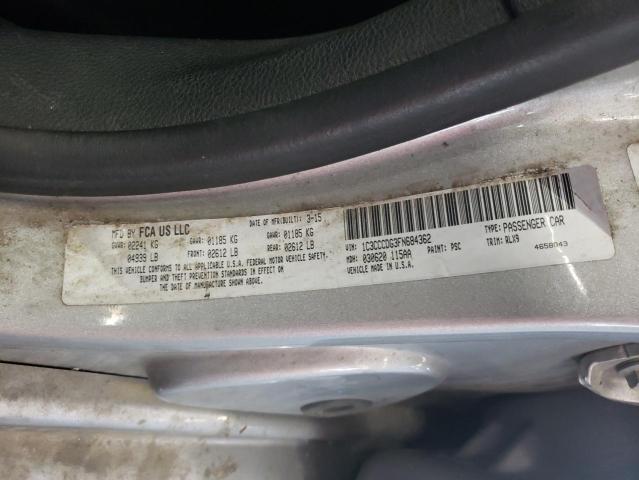 MFD BY FCA US LLC DATE OF MFR(BUILT): 3-15
GVWR: 02241 KG GAWR: 01185 KG GAWR: 01185 KG
04939 LB FRONT: 02612 LB REAR: 02612 LB
THIS VEHICLE CONFORMS TO ALL APPLICABLE U.S.A. FEDERAL MOTOR VEHICLE SAFETY,
BUMPER AND THEFT PREVENTION STANDARDS IN EFFECT ON
THE DATE OF MANUFACTURE SHOWN ABOVE.
VIN: 1C3CCCDG3FN684362 TYPE: PASSENGER CAR
MDH: 030620 115AA PAINT: PSC TRIM: RLX9
MADE IN U.S.A. 4658043